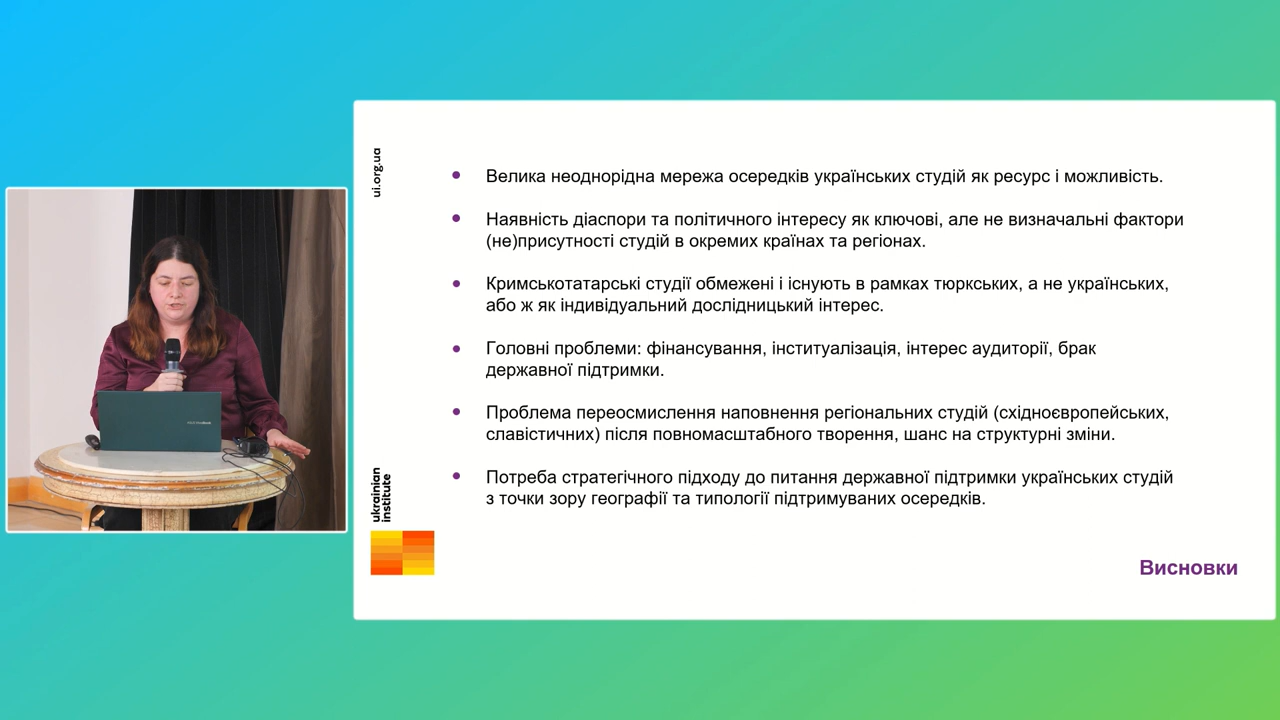 ui.org.ua
Велика неоднорідна мережа осередків українських студій як ресурс і можливість.
Наявність діаспори та політичного інтересу як ключові, але не визначальні фактори
(не)присутності студій в окремих країнах та регіонах.
Кримськотатарські студії обмежені і існують в рамках тюркських, а не українських,
або ж як індивідуальний дослідницький інтерес.
Головні проблеми: фінансування, інституалізація, інтерес аудиторії, брак
державної підтримки.
Проблема переосмислення наповнення регіональних студій (східноєвропейських,
славістичних) після повномасштабного творення, шанс на структурні зміни.
Потреба стратегічного підходу до питання державної підтримки українських студій
з точки зору географії та типології підтримуваних осередків.
ukrainian
institute
Висновки